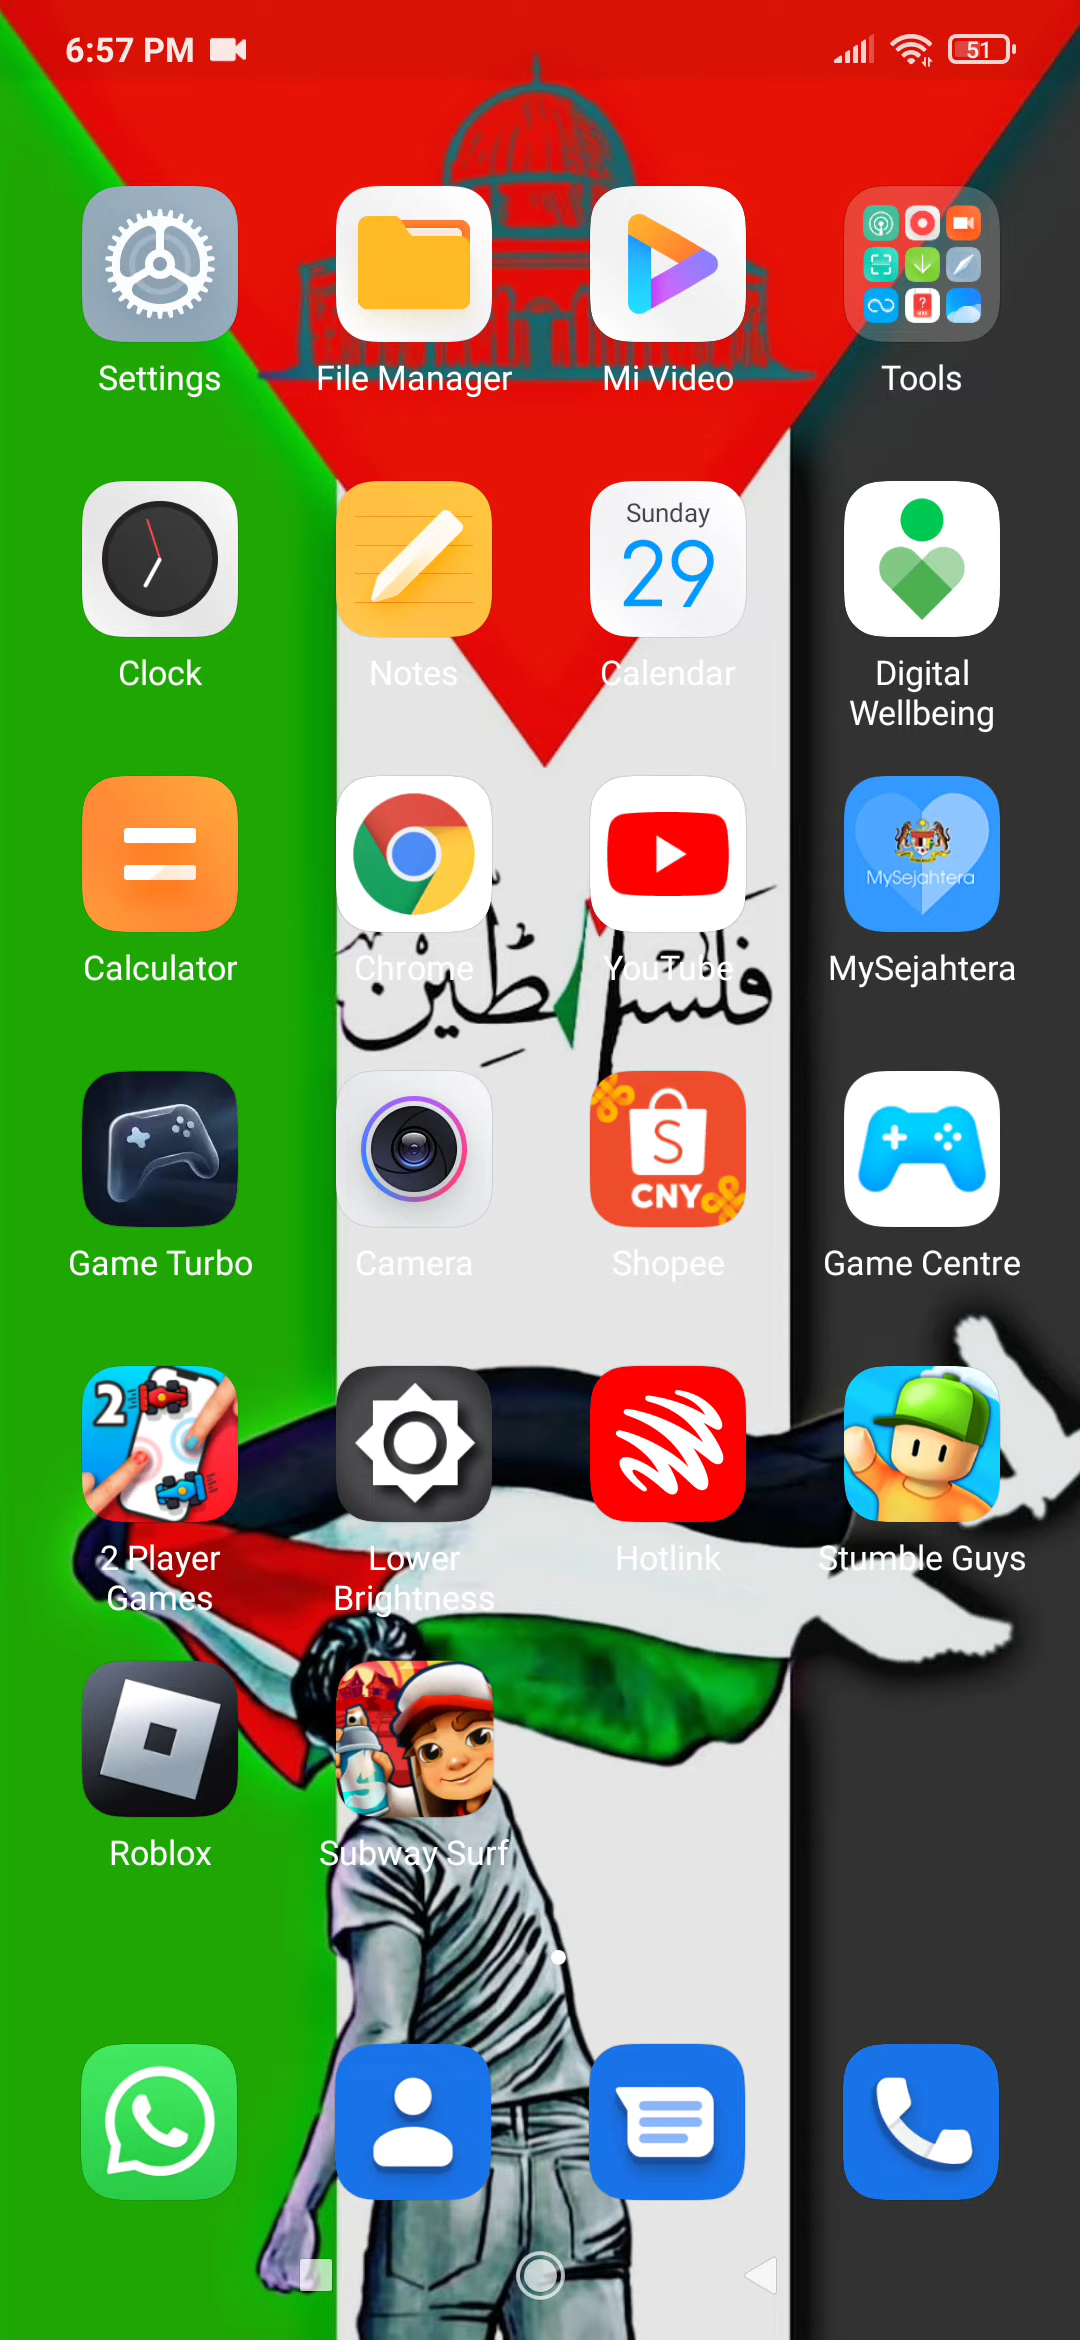 6:57 PM
51
Settings
File Manager
Mi Video
Tools
Sunday
29
Clock
Notes
Calendar
Digital
Wellbeing
MySejahtera
Calculator
Chrome
YouTube
MySejahtera
فلسطين
S
CNY
Game Turbo
Camera
Shopee
Game Centre
2
2 Player
Games
Lower
Brightness
Hotlink
Stumble Guys
Roblox
Subway Surf